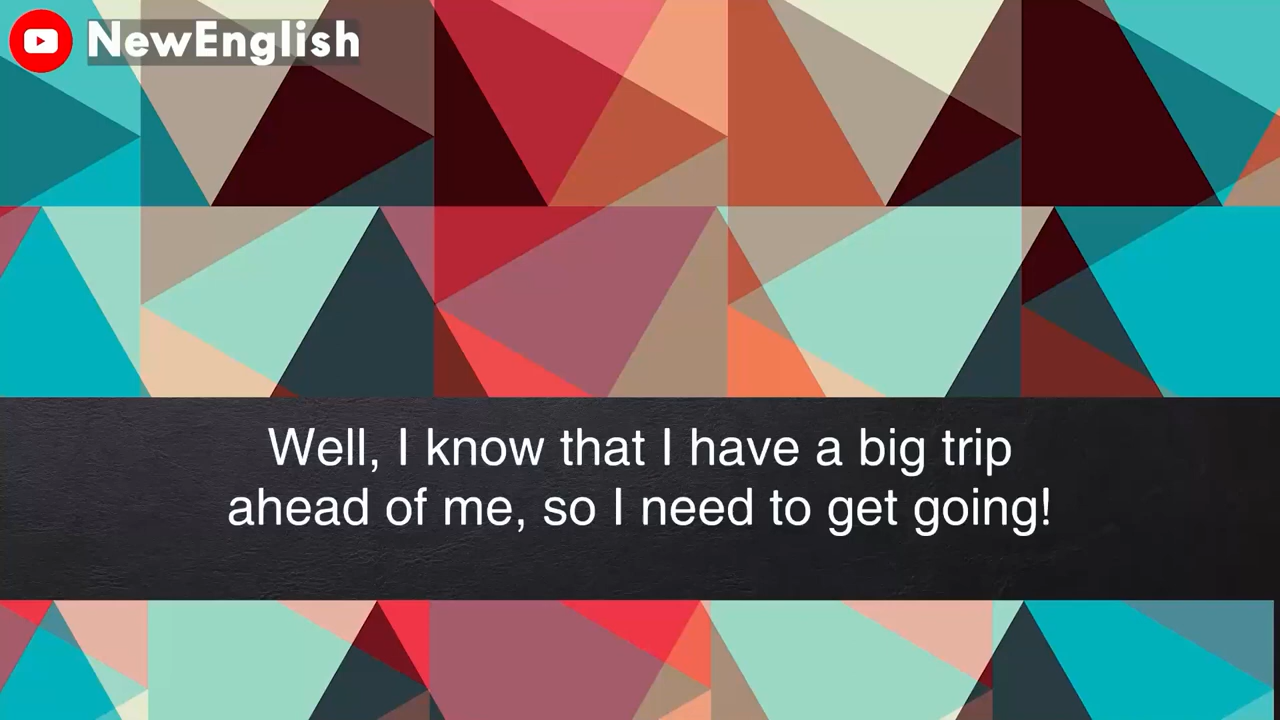 NewEnglish
Well, I know that I have a big trip
ahead of me, so I need to get going!